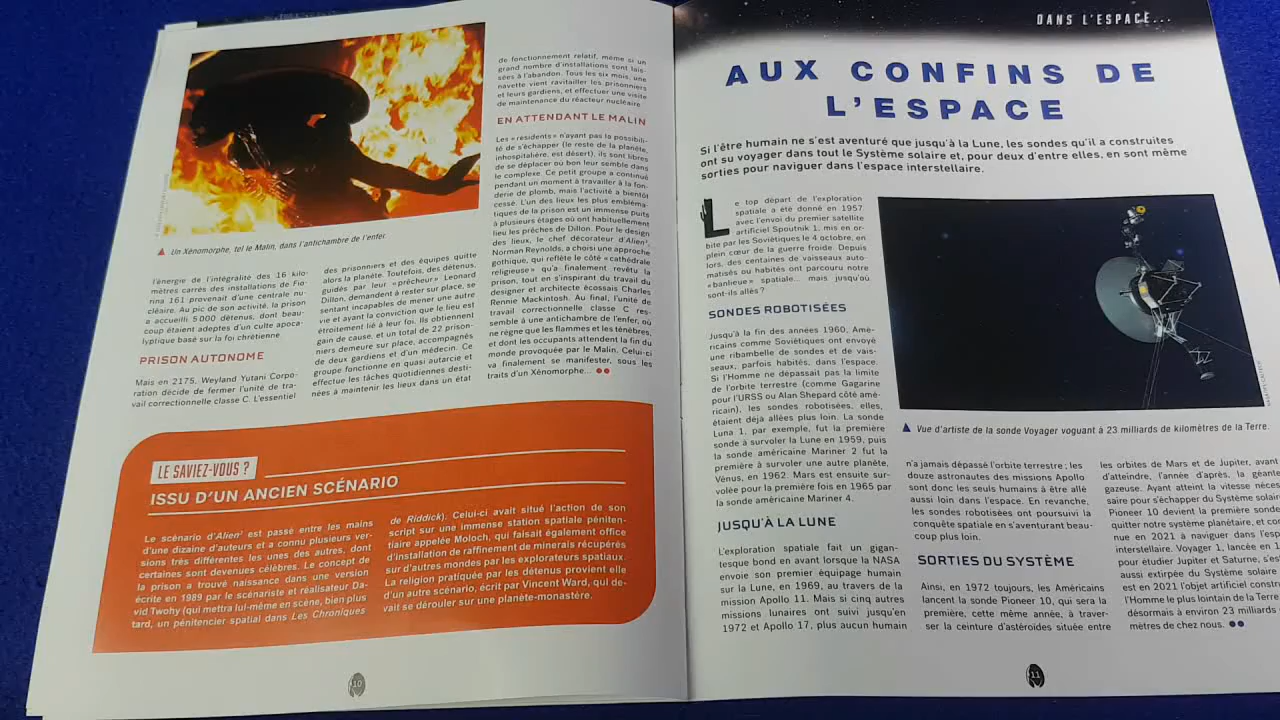 Un Xénomorphe, tel le Malin, dans l'antichambre de l'enfer.
l'énergie de l'intégralité des 16 kilo-
mètres carrés des installations de Fio-
rina 161 provenait d'une centrale nu-
cléaire. Au pic de son activité, la prison
a accueilli 5 000 détenus, dont beau-
coup étaient adeptes d'un culte apoca-
lyptique basé sur la foi chrétienne
PRISON AUTONOME
Mais en 2175, Weyland Yutani Corpo-
ration décide de fermer l'unité de tra-
vail correctionnelle classe C. L'essentiel
des prisonniers et des équipes quitte
alors la planète. Toutefois, des détenus,
guidés par leur « prêcheur » Leonard
Dillon, demandent à rester sur place, se
sentant incapables de mener une autre
vie et ayant la conviction que le lieu est
étroitement lié à leur foi. Ils obtiennent
gain de cause, et un total de 22 prison-
niers demeure sur place, accompagnés
de deux gardiens et d'un médecin. Ce
groupe fonctionne en quasi autarcie et
effectue les tâches quotidiennes desti-
nées à maintenir les lieux dans un état
de fonctionnement relatif, même si un
grand nombre d'installations sont lais-
sées à l'abandon. Tous les six mois, une
navette vient ravitailler les prisonniers
et leurs gardiens, et effectuer une visite
de maintenance du réacteur nucléaire.
EN ATTENDANT LE MALIN
Les « résidents » n'ayant pas la possibili-
té de s'échapper (le reste de la planète,
inhospitalière, est désert), ils sont libres
de se déplacer où bon leur semble dans
le complexe. Ce petit groupe a continué
pendant un moment à travailler à la fon-
derie de plomb, mais l'activité a bientôt
cessé. L'un des lieux les plus embléma-
tiques de la prison est un immense puits
à plusieurs étages où ont habituellement
lieu les prêches de Dillon. Pour le design
des lieux, le chef décorateur d'Alien³,
Norman Reynolds, a choisi une approche
gothique, qui reflète le côté « cathédrale
religieuse » qu'a finalement revêtu la
prison, tout en s'inspirant du travail du
designer et architecte écossais Charles
Rennie Mackintosh. Au final, l'unité de
travail correctionnelle classe C res-
semble à une antichambre de l'enfer, où
ne règne que les flammes et les ténèbres,
et dont les occupants attendent la fin du
monde provoquée par le Malin. Celui-ci
va finalement se manifester, sous les
traits d'un Xénomorphe...
LE SAVIEZ-VOUS ?
ISSU D'UN ANCIEN SCÉNARIO
Le scénario d'Alien³ est passé entre les mains
d'une dizaine d'auteurs et a connu plusieurs ver-
sions très différentes les unes des autres, dont
certaines sont devenues célèbres. Le concept de
la prison a trouvé naissance dans une version
écrite en 1989 par le scénariste et réalisateur Da-
vid Twohy (qui mettra lui-même en scène, bien plus
tard, un pénitencier spatial dans Les Chroniques
de Riddick). Celui-ci avait situé l'action de son
script sur une immense station spatiale péniten-
tiaire appelée Moloch, qui faisait également office
d'installation de raffinement de minerais récupérés
sur d'autres mondes par les explorateurs spatiaux.
La religion pratiquée par les détenus provient elle
d'un autre scénario, écrit par Vincent Ward, qui de-
vait se dérouler sur une planète-monastère.
10
DANS L'ESPACE...
AUX CONFINS DE
L'ESPACE
Si l'être humain ne s'est aventuré que jusqu'à la Lune, les sondes qu'il a construites
ont su voyager dans tout le Système solaire et, pour deux d'entre elles, en sont même
sorties pour naviguer dans l'espace interstellaire.
Le top départ de l'exploration
spatiale a été donné en 1957
avec l'envoi du premier satellite
artificiel Spoutnik 1, mis en or-
bite par les Soviétiques le 4 octobre, en
plein cœur de la guerre froide. Depuis
lors, des centaines de vaisseaux auto-
matisés ou habités ont parcouru notre
« banlieue » spatiale... mais jusqu'où
sont-ils allés ?
SONDES ROBOTISÉES
Jusqu'à la fin des années 1960, Amé-
ricains comme Soviétiques ont envoyé
une ribambelle de sondes et de vais-
seaux, parfois habités, dans l'espace.
Si l'Homme ne dépassait pas la limite
de l'orbite terrestre (comme Gagarine
pour l'URSS ou Alan Shepard côté amé-
ricain), les sondes robotisées, elles,
étaient déjà allées plus loin. La sonde
Luna 1, par exemple, fut la première
sonde à survoler la Lune en 1959, puis
la sonde américaine Mariner 2 fut la
première à survoler une autre planète,
Vénus, en 1962. Mars est ensuite sur-
volée pour la première fois en 1965 par
la sonde américaine Mariner 4.
JUSQU'À LA LUNE
L'exploration spatiale fait un gigan-
tesque bond en avant lorsque la NASA
envoie son premier équipage humain
sur la Lune, en 1969, au travers de la
mission Apollo 11. Mais si cinq autres
missions lunaires ont suivi jusqu'en
1972 et Apollo 17, plus aucun humain
Vue d'artiste de la sonde Voyager voguant à 23 milliards de kilomètres de la Terre.
n'a jamais dépassé l'orbite terrestre ; les
douze astronautes des missions Apollo
sont donc les seuls humains à être allé
aussi loin dans l'espace. En revanche,
les sondes robotisées ont poursuivi la
conquête spatiale en s'aventurant beau-
coup plus loin.
SORTIES DU SYSTÈME
Ainsi, en 1972 toujours, les Américains
lancent la sonde Pioneer 10, qui sera la
première, cette même année, à traver-
ser la ceinture d'astéroïdes située entre
les orbites de Mars et de Jupiter, avant
d'atteindre, l'année d'après, la géante
gazeuse. Ayant atteint la vitesse néces-
saire pour s'échapper du Système solaire
Pioneer 10 devient la première sonde
quitter notre système planétaire, et
nue en 2021 à naviguer dans
interstellaire. Voyager 1, lancée en
pour étudier Jupiter et Saturne,
aussi extirpée du Système solaire
est en 2021 l'objet artificiel
l'Homme le plus lointain de la Terre
désormais à environ 23 milliards
mètres de chez nous.
11